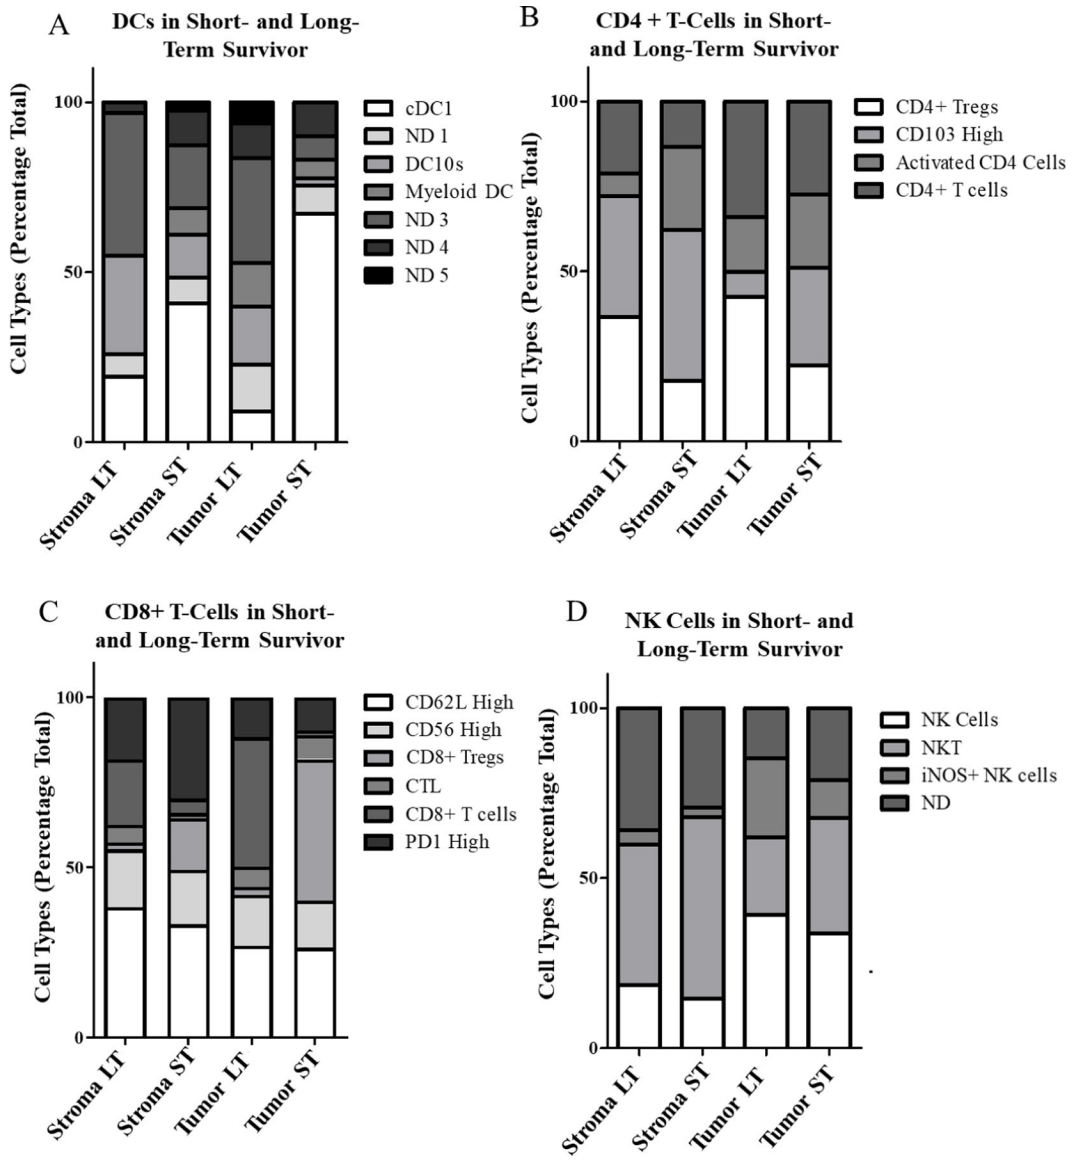 A
DCs in Short- and Long-
Term Survivor
Cell Types (Percentage Total)
100
50
0
Stroma LT
Stroma ST
Tumor LT
Tumor ST
cDC1
ND 1
DC10s
Myeloid DC
ND 3
ND 4
ND 5
B
CD4 + T-Cells in Short-
and Long-Term Survivor
Cell Types (Percentage Total)
100
50
0
Stroma LT
Stroma ST
Tumor LT
Tumor ST
CD4+ Tregs
CD103 High
Activated CD4 Cells
CD4+ T cells
C
CD8+ T-Cells in Short-
and Long-Term Survivor
Cell Types (Percentage Total)
100
50
0
Stroma LT
Stroma ST
Tumor LT
Tumor ST
CD62L High
CD56 High
CD8+ Tregs
CTL
CD8+ T cells
PD1 High
D
NK Cells in Short- and
Long-Term Survivor
Cell Types (Percentage Total)
100
50
0
Stroma LT
Stroma ST
Tumor LT
Tumor ST
NK Cells
NKT
iNOS+ NK cells
ND